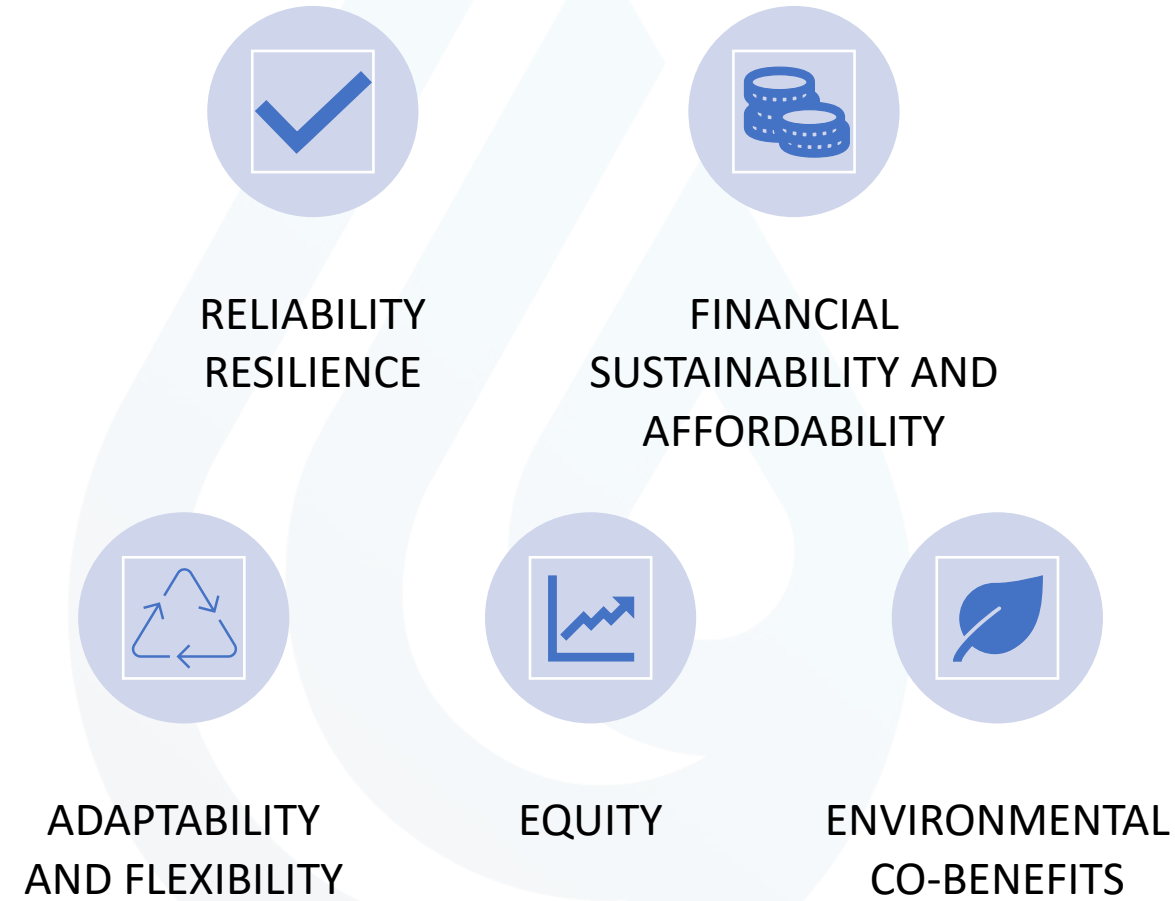 RELIABILITY
RESILIENCE
FINANCIAL
SUSTAINABILITY AND
AFFORDABILITY
ADAPTABILITY
AND FLEXIBILITY
EQUITY
ENVIRONMENTAL
CO-BENEFITS